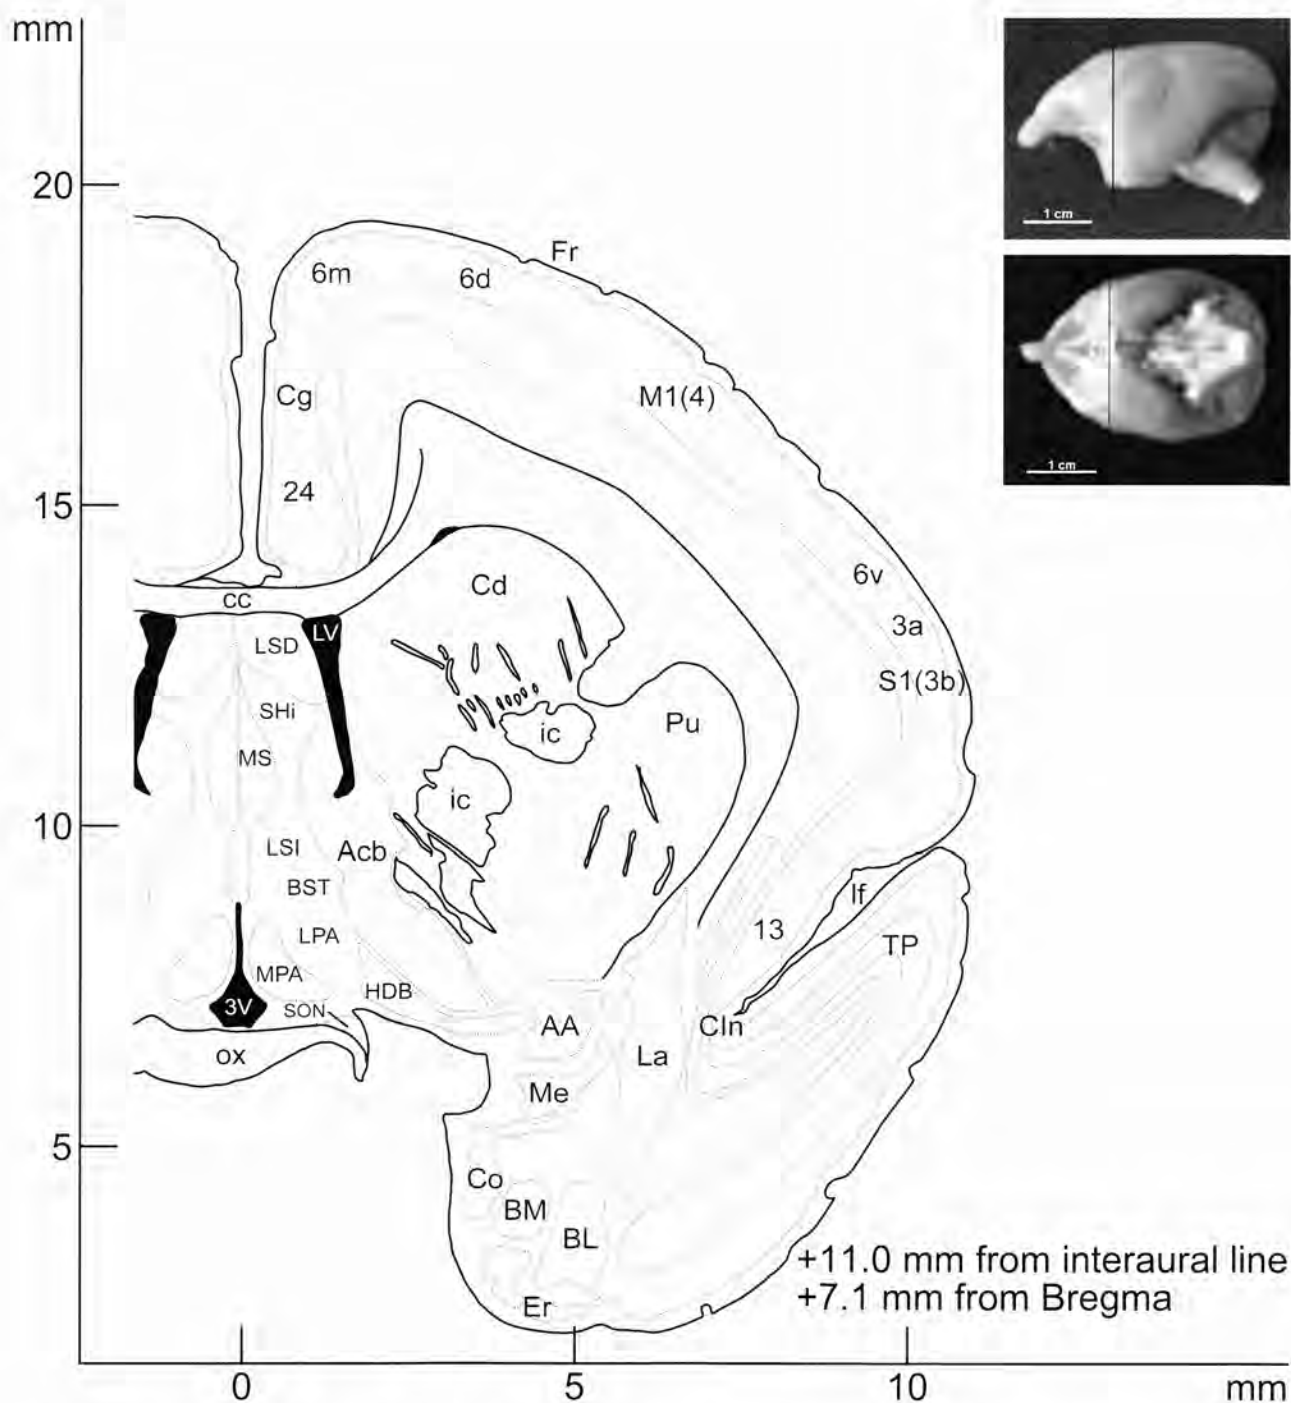 mm
1 cm
20
Fr
6m
6d
1 cm
Cg
M1(4)
24
15
6v
Cd
cc
3a
LV
LSD
S1(3b)
SHi
Pu
ic
MS
ic
10
LSI
Acb
BST
lf
13
LPA
TP
MPA
HDB
3V
SON
AA
Cln
ox
La
Me
5
Co
BM
BL
+11.0 mm from interaural line
+7.1 mm from Bregma
Er
0
5
10
mm